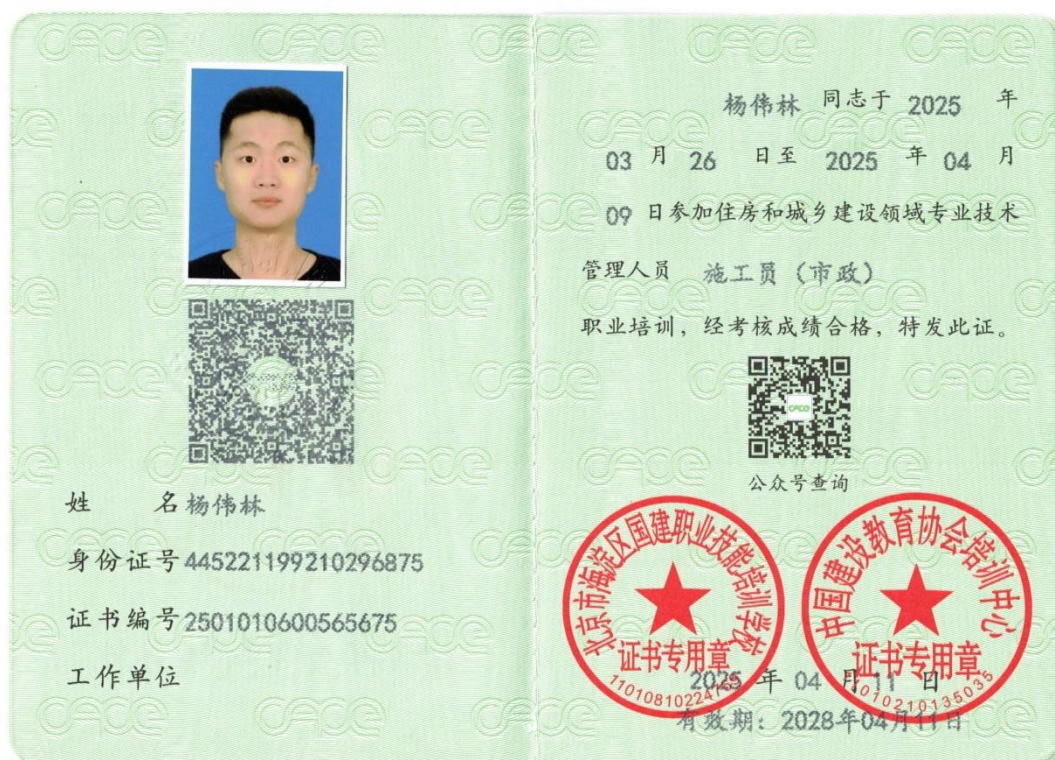 姓 名 杨伟林
身份证号 445221199210296875
证书编号 2501010600565675
工作单位
杨伟林 同志于 2025 年
03 月 26 日至 2025 年 04 月
09 日参加住房和城乡建设领域专业技术
管理人员 施工员（市政）
职业培训，经考核成绩合格，特发此证。
CACE
公众号查询
北京市海淀区国建职业技能培训学校
证书专用章
中国建设教育协会培训中心
证书专用章
11010210135035
2025 年 04 月 11 日
有效期：2028年04月11日